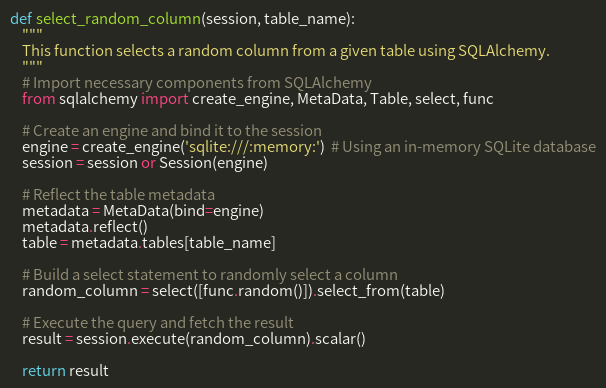 def select_random_column(session, table_name):
"""
This function selects a random column from a given table using SQLAlchemy.
"""
# Import necessary components from SQLAlchemy
from sqlalchemy import create_engine, MetaData, Table, select, func
# Create an engine and bind it to the session
engine = create_engine('sqlite:///:memory:')  # Using an in-memory SQLite database
session = session or Session(engine)
# Reflect the table metadata
metadata = MetaData(bind=engine)
metadata.reflect()
table = metadata.tables[table_name]
# Build a select statement to randomly select a column
random_column = select([func.random()]).select_from(table)
# Execute the query and fetch the result
result = session.execute(random_column).scalar()
return result